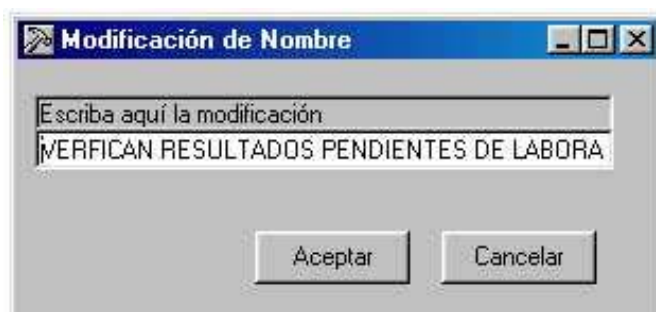 Modificación de Nombre
Escriba aquí la modificación
VERFICAN RESULTADOS PENDIENTES DE LABORA
Aceptar Cancelar